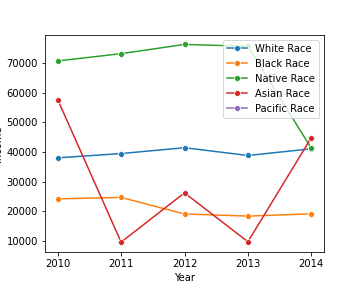 White Race
Black Race
Native Race
Asian Race
Pacific Race
70000
60000
50000
40000
30000
20000
10000
2010 2011 2012 2013 2014
Year